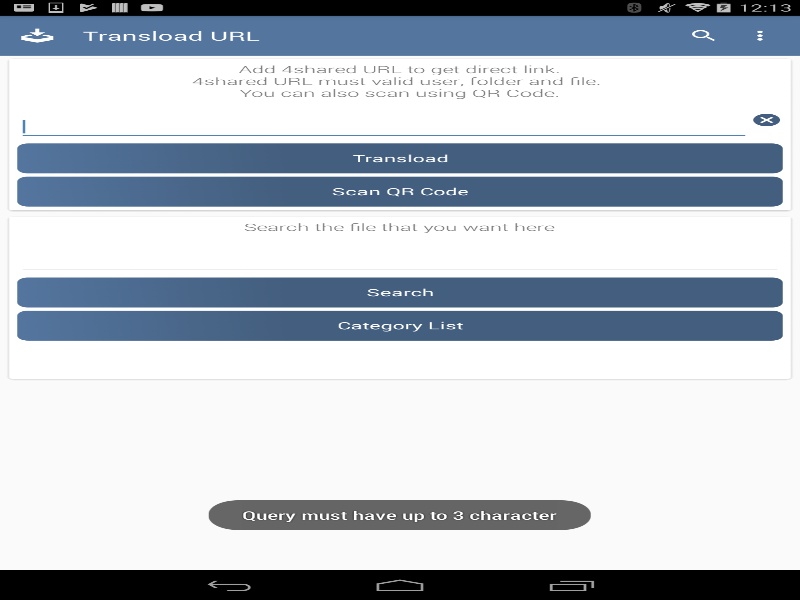 12:13
Transload URL
Add 4shared URL to get direct link.
4shared URL must valid user, folder and file.
You can also scan using QR Code.
Transload
Scan QR Code
Search the file that you want here
Search
Category List
Query must have up to 3 character